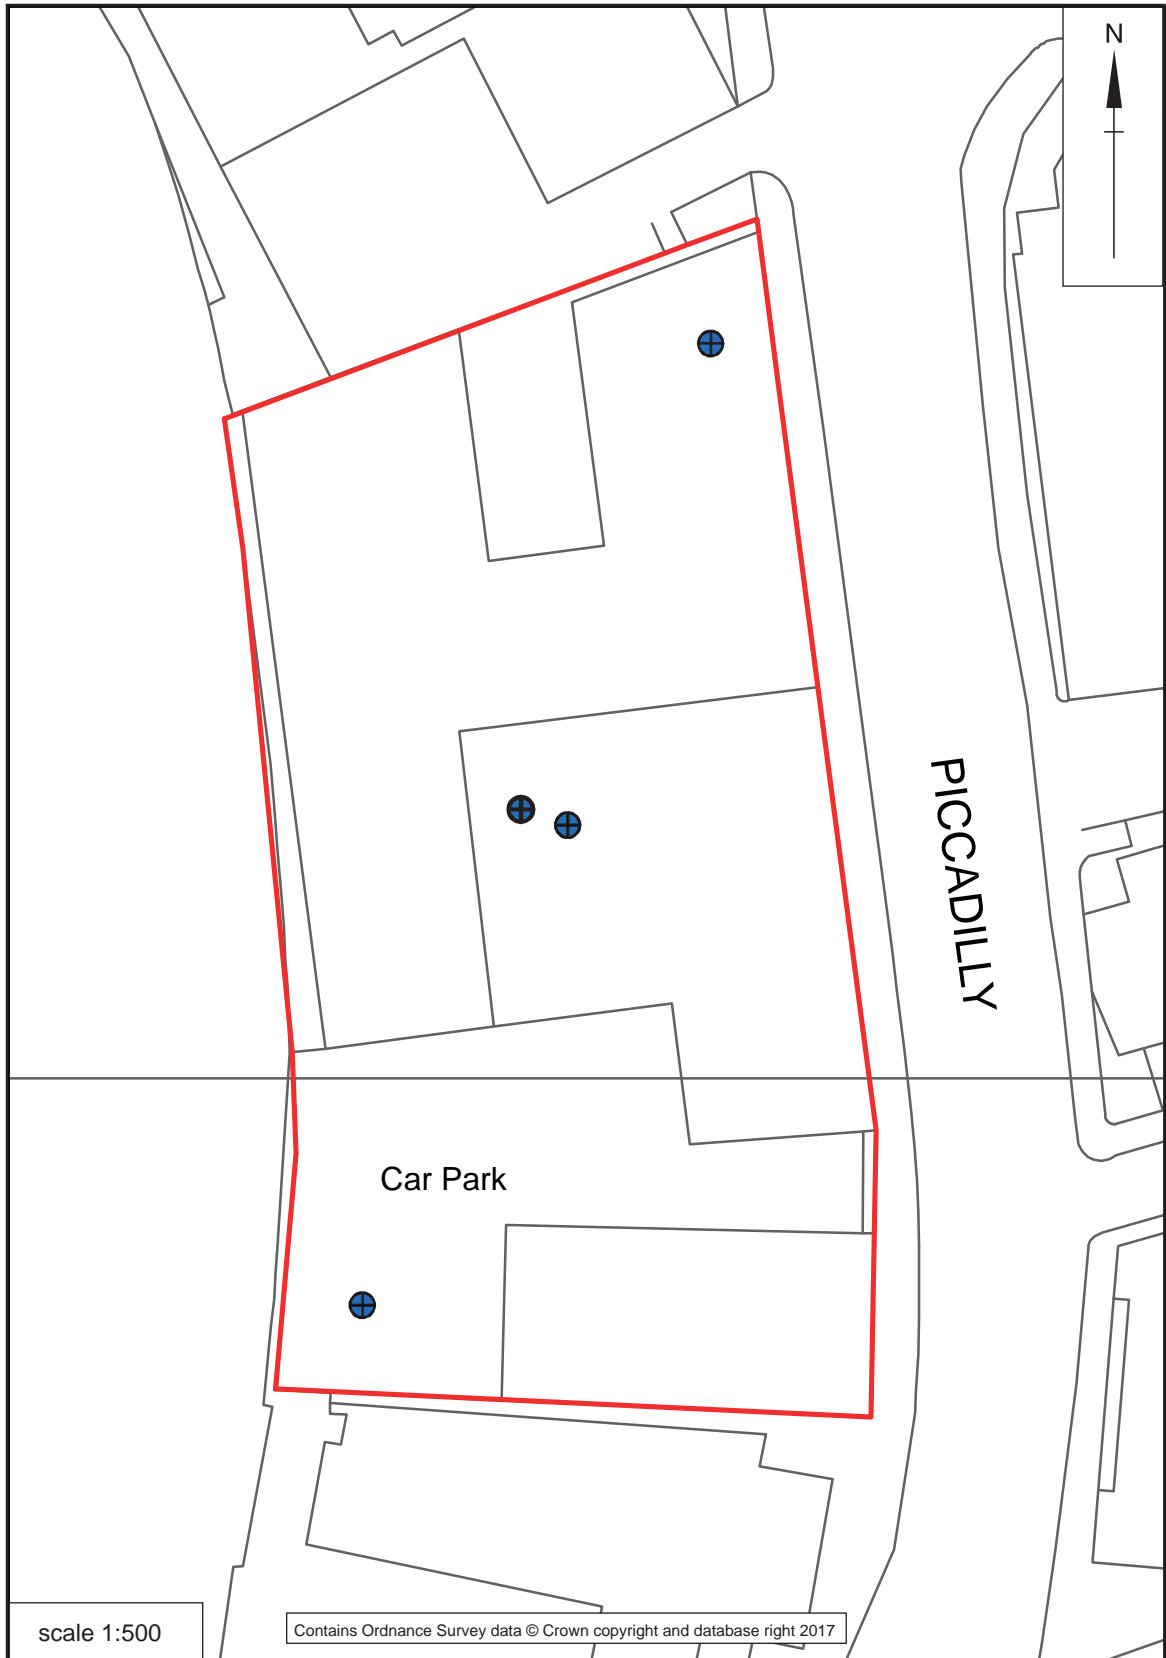 N
PICCADILLY
Car Park
scale 1:500
Contains Ordnance Survey data © Crown copyright and database right 2017